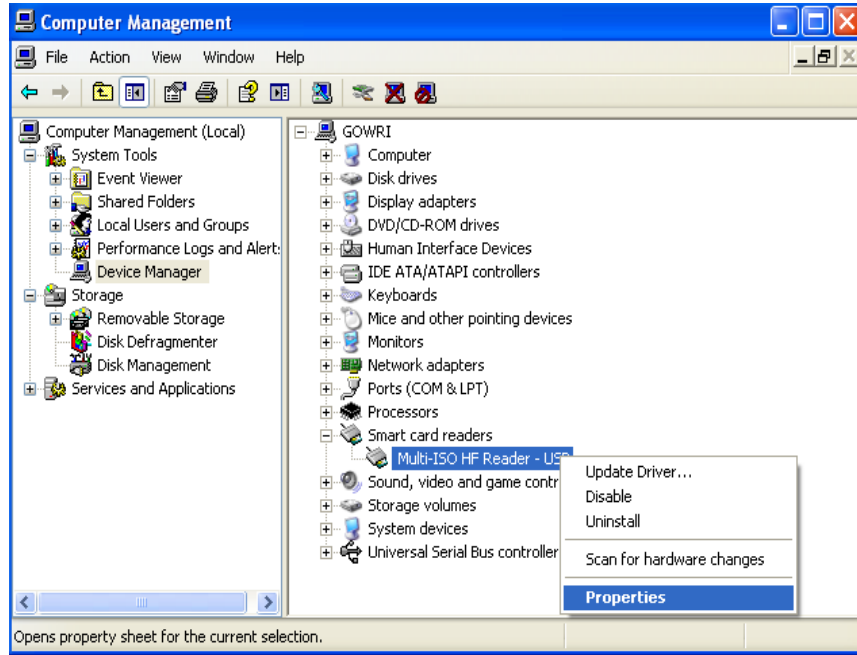 Computer Management
File Action View Window Help
Computer Management (Local)
System Tools
Event Viewer
Shared Folders
Local Users and Groups
Performance Logs and Alert:
Device Manager
Storage
Removable Storage
Disk Defragmenter
Disk Management
Services and Applications
GOWRI
Computer
Disk drives
Display adapters
DVD/CD-ROM drives
Human Interface Devices
IDE ATA/ATAPI controllers
Keyboards
Mice and other pointing devices
Monitors
Network adapters
Ports (COM & LPT)
Processors
Smart card readers
Multi-ISO HF Reader - USB
Sound, video and game contr
Storage volumes
System devices
Universal Serial Bus controller
Update Driver...
Disable
Uninstall
Scan for hardware changes
Properties
Opens property sheet for the current selection.